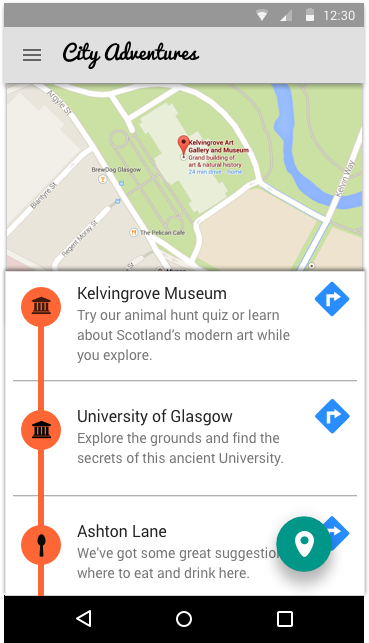 12:30
City Adventures
Argyle St
Kelvingrove Art
Gallery and Museum
Grand building of
art & natural history
24 min drive - home
BrewDog Glasgow
Kelvin Way
Blantyre St
Regent Moray St
The Pelican Cafe
Kelvingrove Museum
Try our animal hunt quiz or learn
about Scotland's modern art while
you explore.
University of Glasgow
Explore the grounds and find the
secrets of this ancient University.
Ashton Lane
We've got some great suggestio
where to eat and drink here.